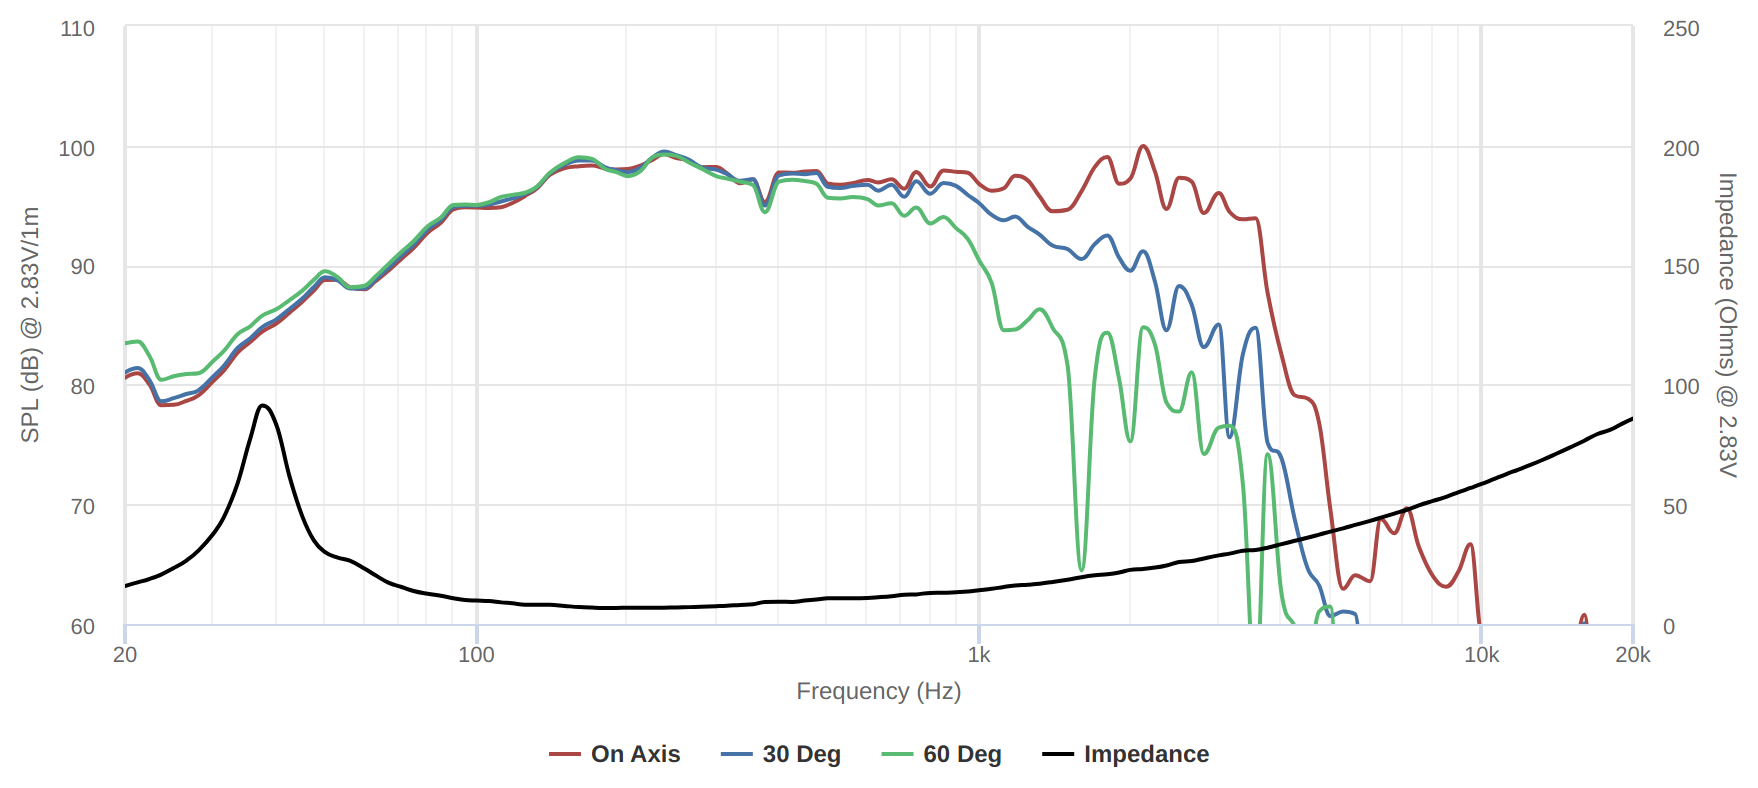 110
100
90
80
70
60
SPL (dB) @ 2.83V/1m
250
200
150
100
50
0
Impedance (Ohms) @ 2.83V
20
100
1k
10k
20k
Frequency (Hz)
On Axis
30 Deg
60 Deg
Impedance